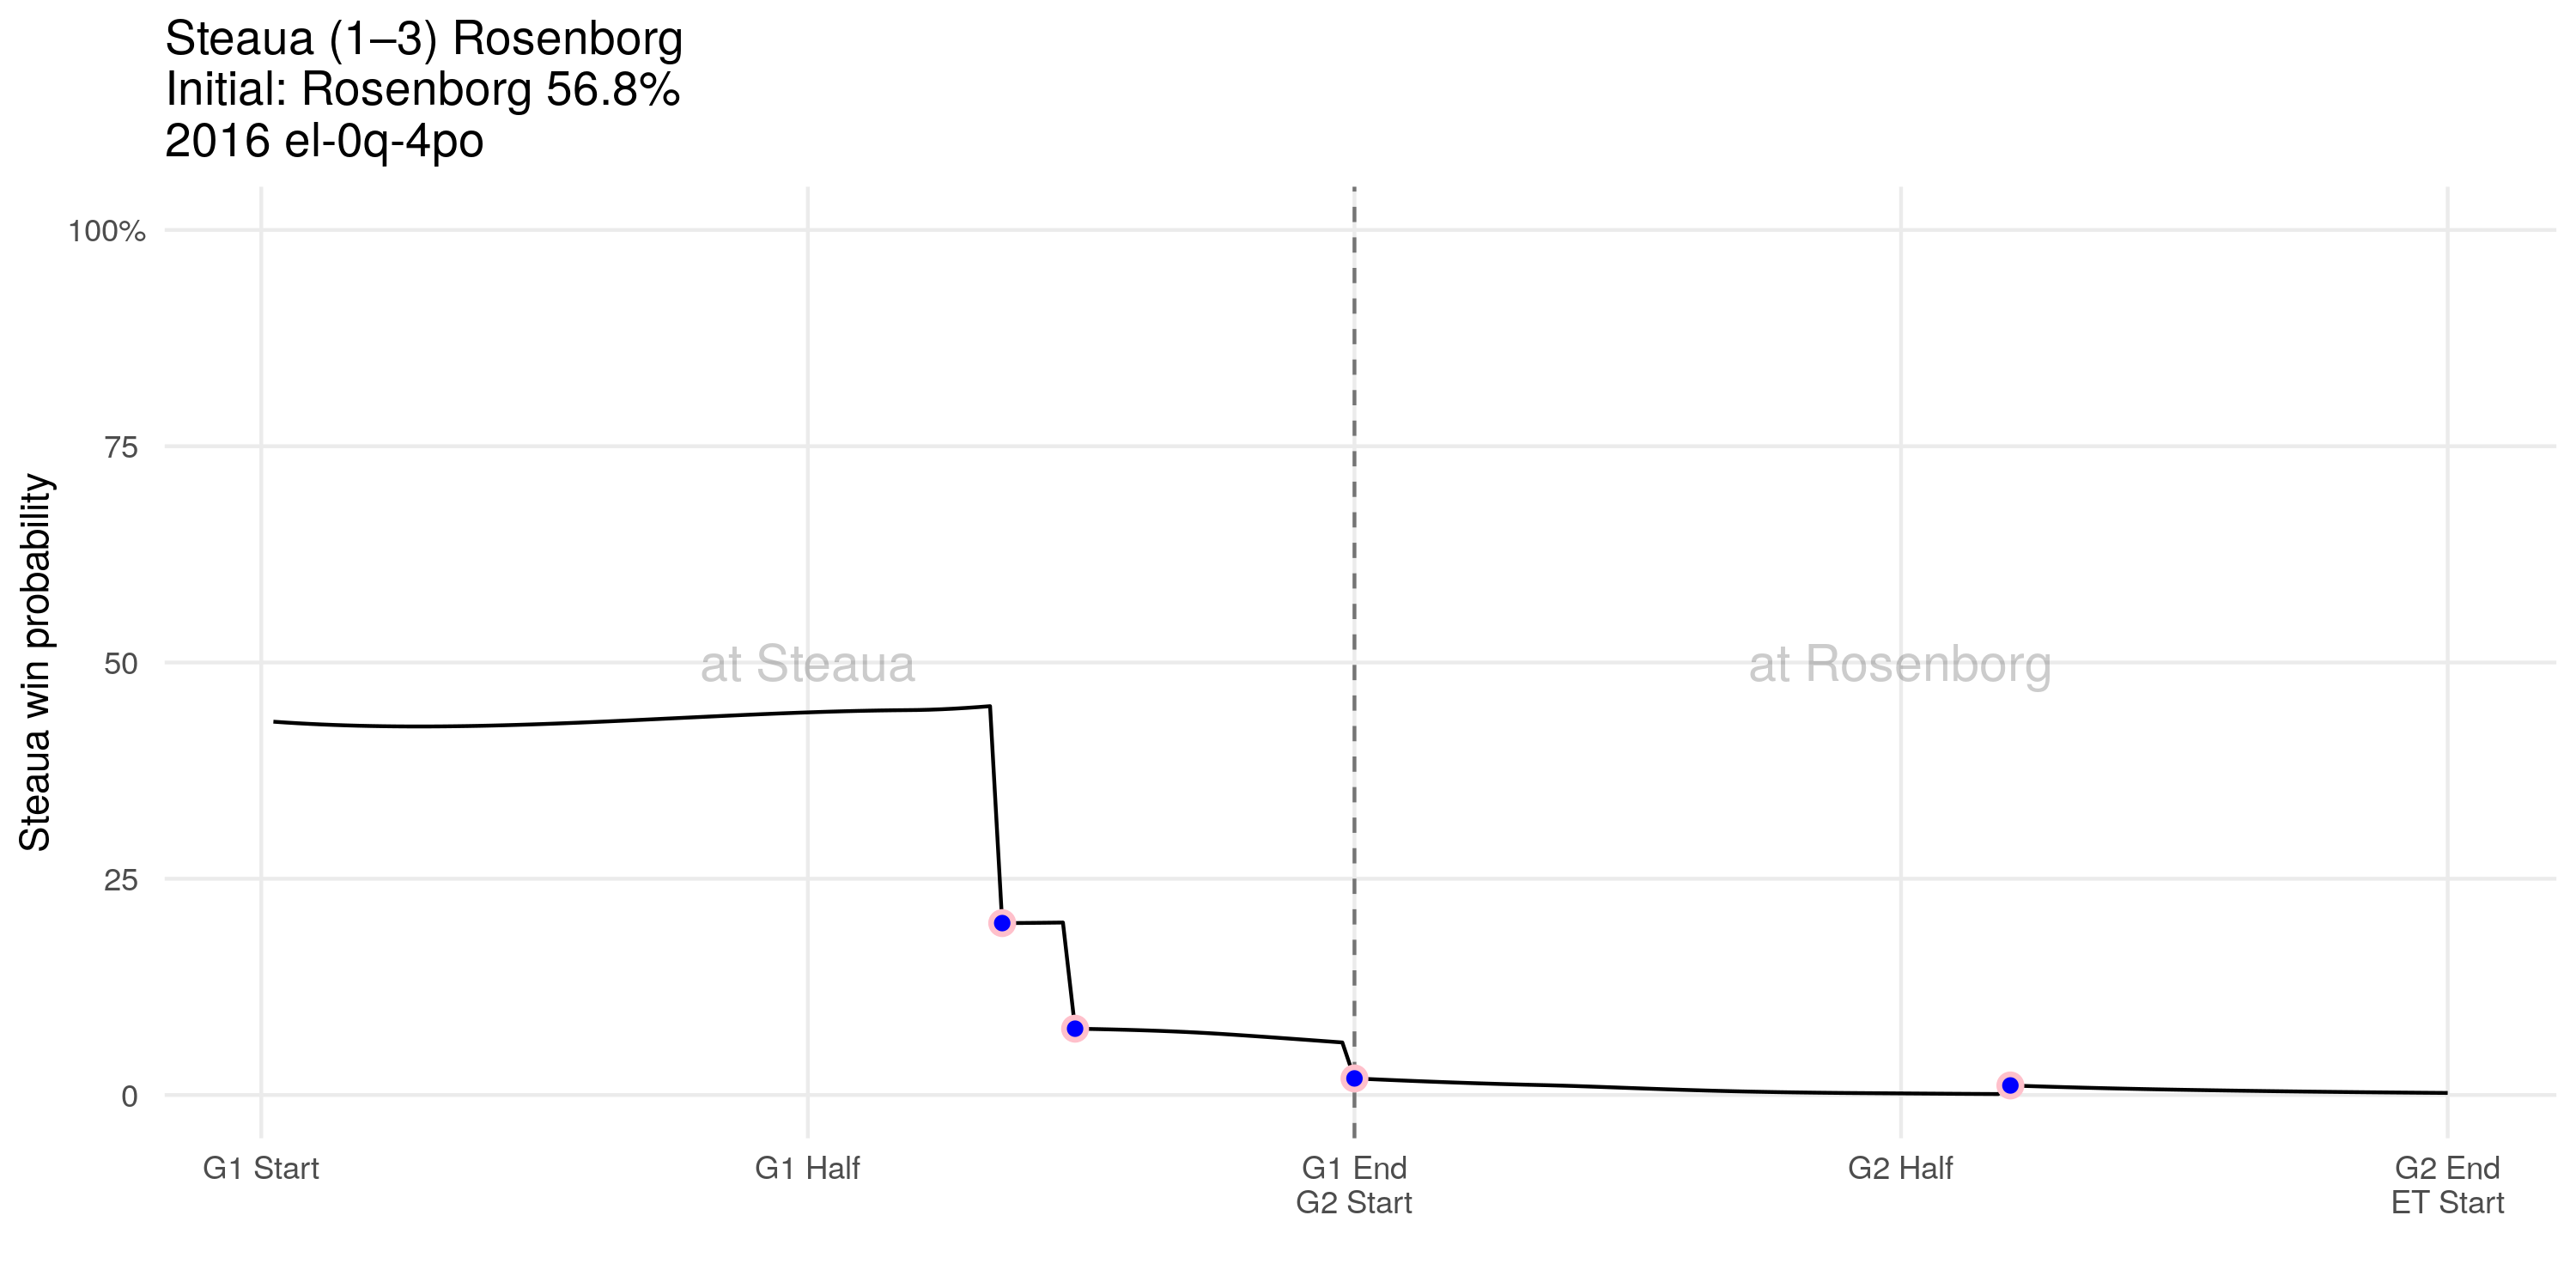 Steaua (1–3) Rosenborg
Initial: Rosenborg 56.8%
2016 el-0q-4po
Steaua win probability
100%
75
50
25
0
at Steaua
at Rosenborg
G1 Start
G1 Half
G1 End
G2 Start
G2 Half
G2 End
ET Start